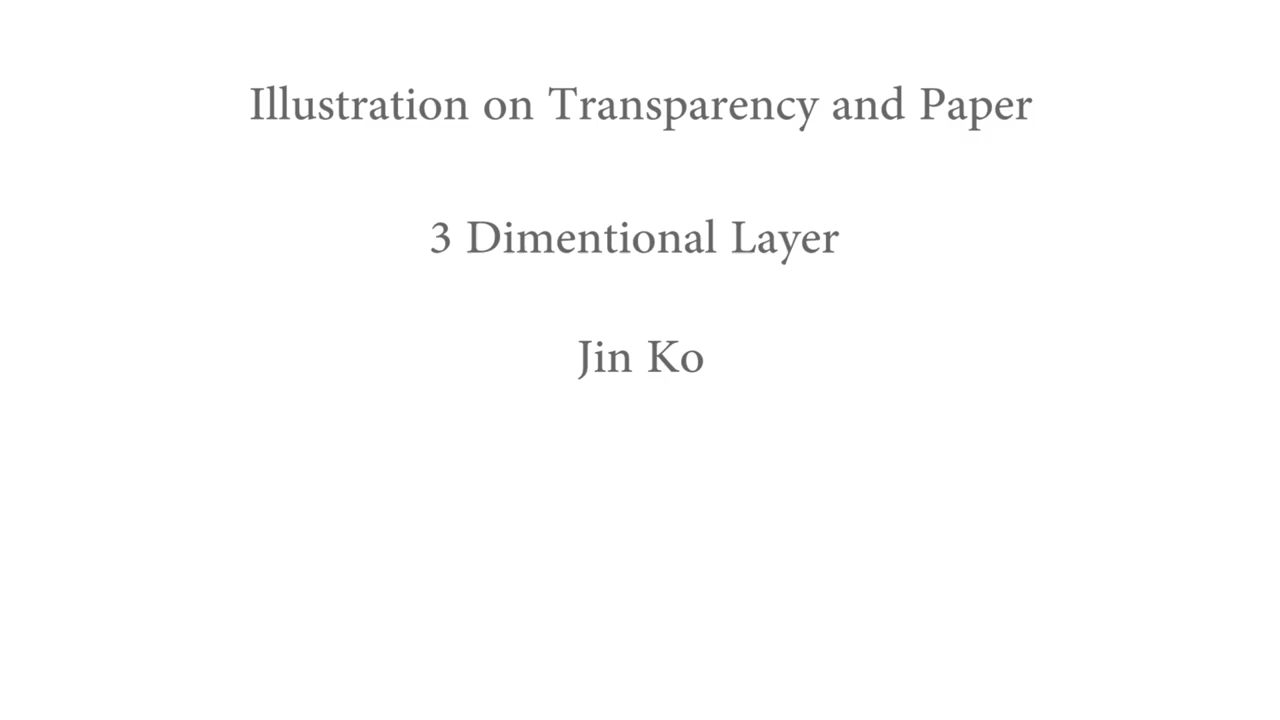 Illustration on Transparency and Paper
3 Dimentional Layer
Jin Ko